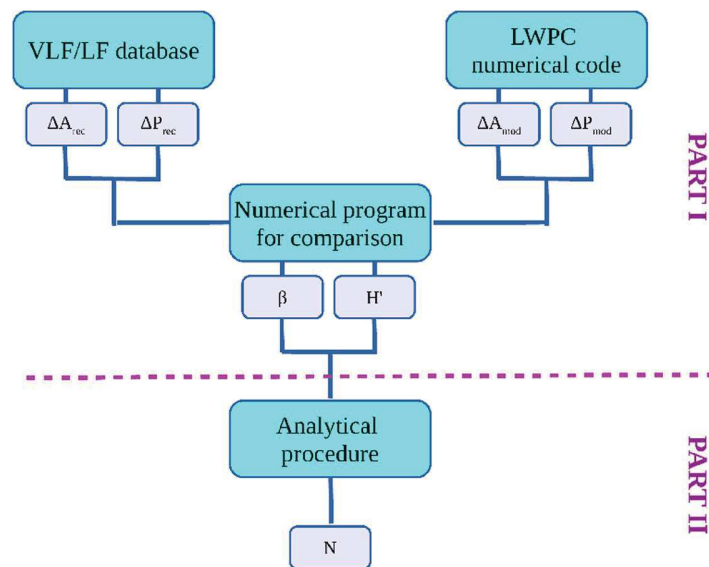 VLF/LF database
LWPC
numerical code
ΔA_rec
ΔP_rec
ΔA_mod
ΔP_mod
PART I
Numerical program
for comparison
β
H'
Analytical
procedure
PART II
N